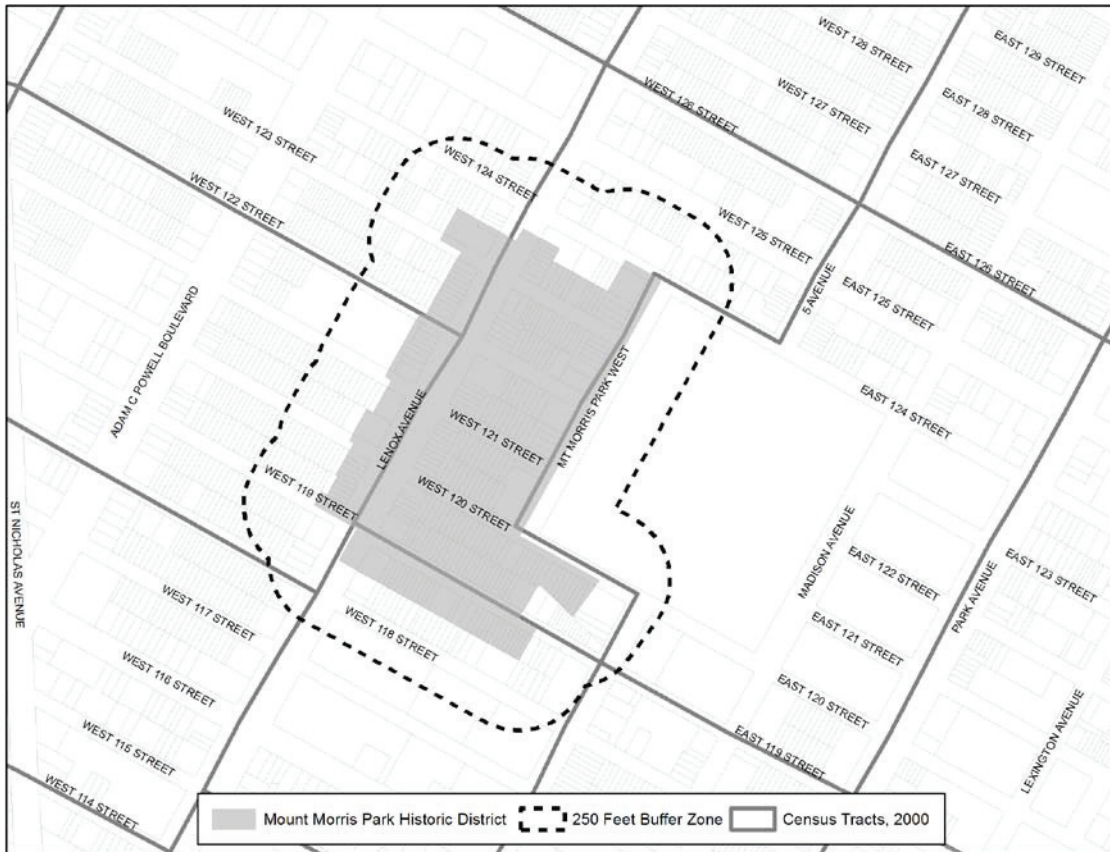 WEST 128 STREET
EAST 129 STREET
WEST 127 STREET
WEST 126 STREET
EAST 128 STREET
WEST 123 STREET
WEST 124 STREET
EAST 127 STREET
WEST 122 STREET
WEST 125 STREET
EAST 126 STREET
5 AVENUE
EAST 125 STREET
ADAM C POWELL BOULEVARD
MT MORRIS PARK WEST
EAST 124 STREET
LENOX AVENUE
WEST 121 STREET
WEST 119 STREET
WEST 120 STREET
ST NICHOLAS AVENUE
MADISON AVENUE
EAST 122 STREET
PARK AVENUE
EAST 123 STREET
WEST 117 STREET
WEST 118 STREET
EAST 121 STREET
WEST 116 STREET
EAST 120 STREET
WEST 115 STREET
EAST 119 STREET
LEXINGTON AVENUE
WEST 114 STREET
Mount Morris Park Historic District
250 Feet Buffer Zone
Census Tracts, 2000